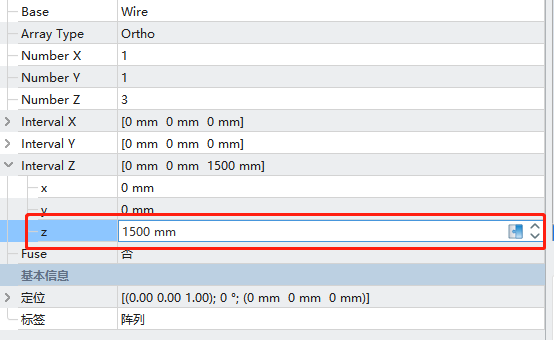 Base Wire
Array Type Ortho
Number X 1
Number Y 1
Number Z 3
Interval X [0 mm 0 mm 0 mm]
Interval Y [0 mm 0 mm 0 mm]
Interval Z [0 mm 0 mm 1500 mm]
x 0 mm
y 0 mm
z 1500 mm
Fuse 否
基本信息
定位 [(0.00 0.00 1.00); 0 °; (0 mm 0 mm 0 mm)]
标签 阵列